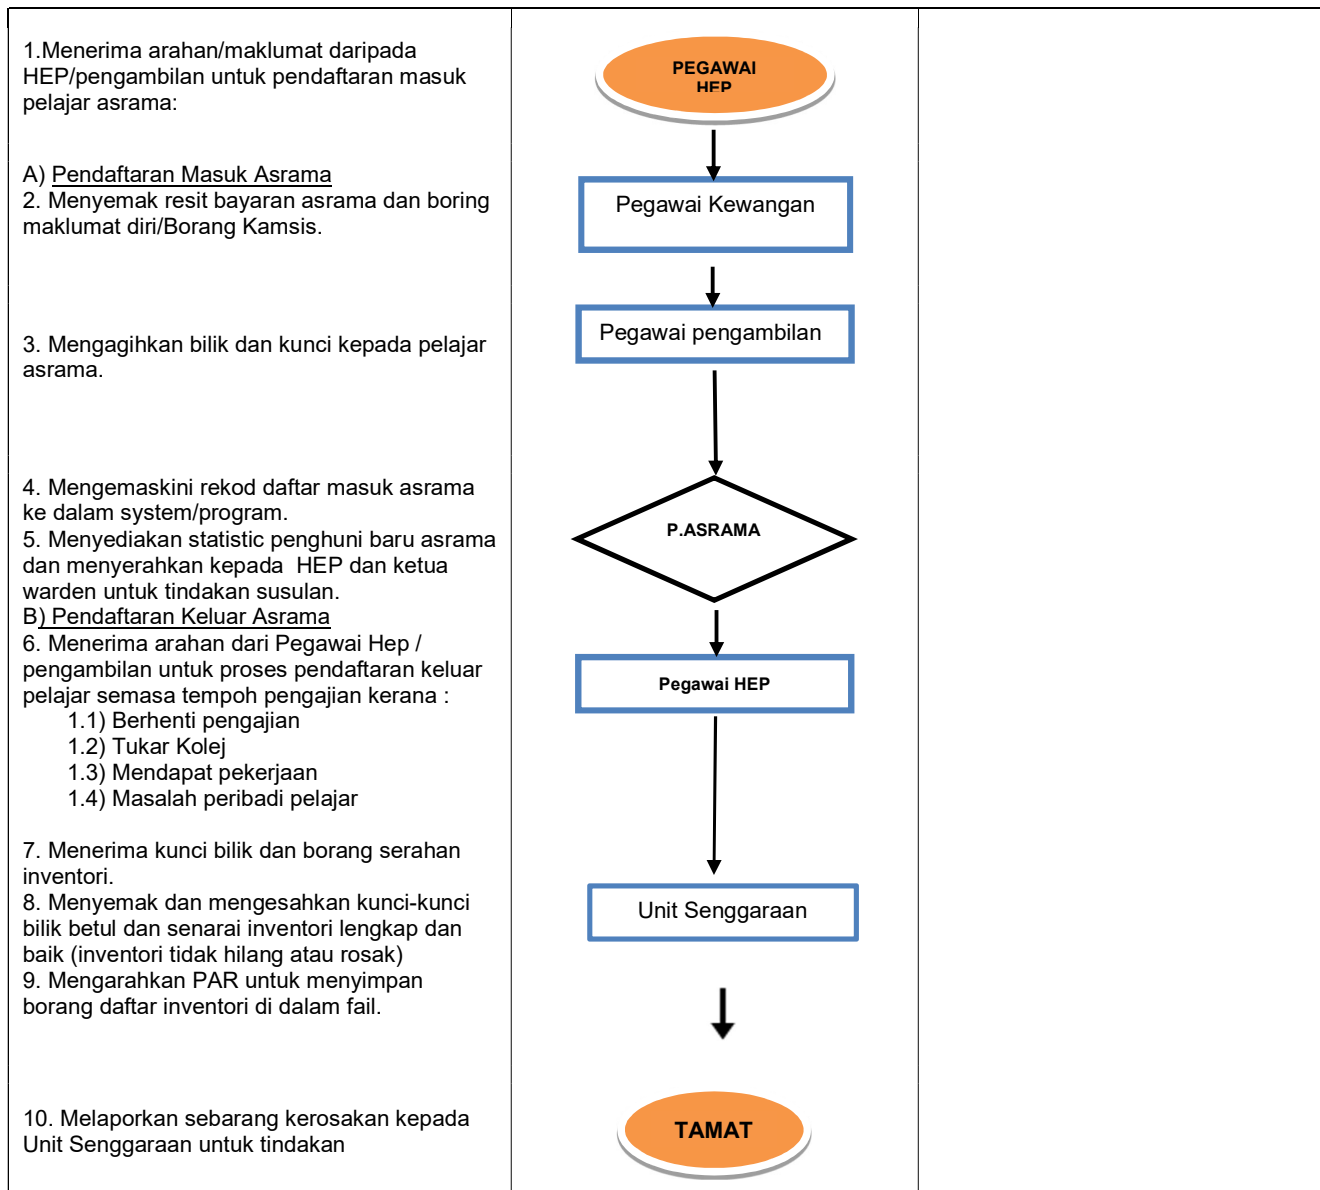 1.Menerima arahan/maklumat daripada
HEP/pengambilan untuk pendaftaran masuk
pelajar asrama:
A) Pendaftaran Masuk Asrama
2. Menyemak resit bayaran asrama dan boring
maklumat diri/Borang Kamsis.
3. Mengagihkan bilik dan kunci kepada pelajar
asrama.
4. Mengemaskini rekod daftar masuk asrama
ke dalam system/program.
5. Menyediakan statistic penghuni baru asrama
dan menyerahkan kepada  HEP dan ketua
warden untuk tindakan susulan.
B) Pendaftaran Keluar Asrama
6. Menerima arahan dari Pegawai Hep /
pengambilan untuk proses pendaftaran keluar
pelajar semasa tempoh pengajian kerana :
1.1) Berhenti pengajian
1.2) Tukar Kolej
1.3) Mendapat pekerjaan
1.4) Masalah peribadi pelajar
7. Menerima kunci bilik dan borang serahan
inventori.
8. Menyemak dan mengesahkan kunci-kunci
bilik betul dan senarai inventori lengkap dan
baik (inventori tidak hilang atau rosak)
9. Mengarahkan PAR untuk menyimpan
borang daftar inventori di dalam fail.
10. Melaporkan sebarang kerosakan kepada
Unit Senggaraan untuk tindakan
PEGAWAI
HEP
Pegawai Kewangan
Pegawai pengambilan
P.ASRAMA
Pegawai HEP
Unit Senggaraan
TAMAT